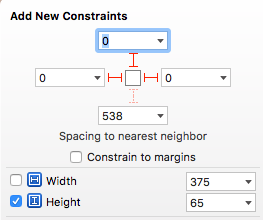 Add New Constraints
0
0 0
538
Spacing to nearest neighbor
Constrain to margins
Width 375
Height 65